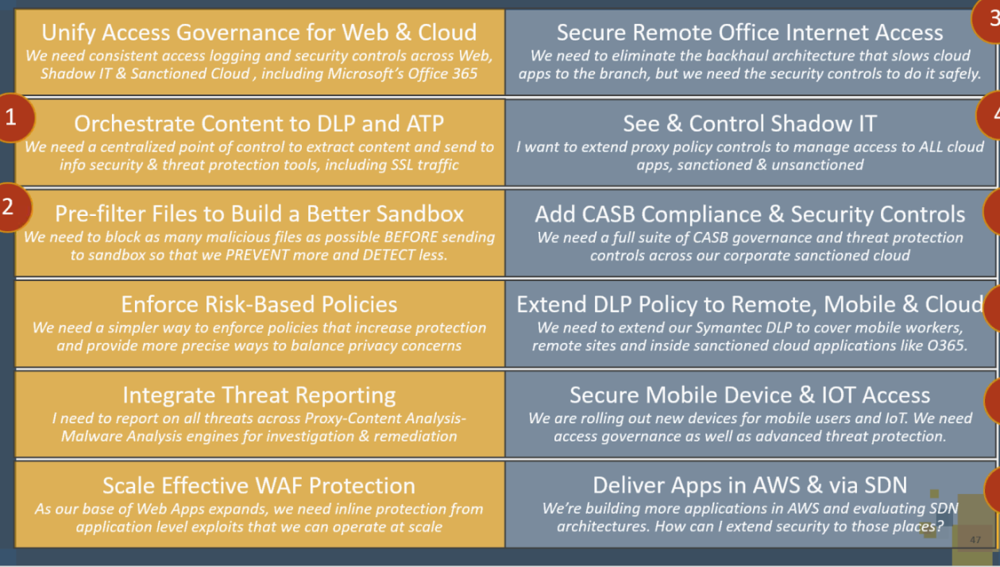 Unify Access Governance for Web & Cloud
We need consistent access logging and security controls across Web,
Shadow IT & Sanctioned Cloud , including Microsoft's Office 365
1
Orchestrate Content to DLP and ATP
We need a centralized point of control to extract content and send to
info security & threat protection tools, including SSL traffic
2
Pre-filter Files to Build a Better Sandbox
We need to block as many malicious files as possible BEFORE sending
to sandbox so that we PREVENT more and DETECT less.
Enforce Risk-Based Policies
We need a simpler way to enforce policies that increase protection
and provide more precise ways to balance privacy concerns
Integrate Threat Reporting
I need to report on all threats across Proxy-Content Analysis-
Malware Analysis engines for investigation & remediation
Scale Effective WAF Protection
As our base of Web Apps expands, we need inline protection from
application level exploits that we can operate at scale
3
Secure Remote Office Internet Access
We need to eliminate the backhaul architecture that slows cloud
apps to the branch, but we need the security controls to do it safely.
4
See & Control Shadow IT
I want to extend proxy policy controls to manage access to ALL cloud
apps, sanctioned & unsanctioned
Add CASB Compliance & Security Controls
We need a full suite of CASB governance and threat protection
controls across our corporate sanctioned cloud
Extend DLP Policy to Remote, Mobile & Cloud
We need to extend our Symantec DLP to cover mobile workers,
remote sites and inside sanctioned cloud applications like O365.
Secure Mobile Device & IOT Access
We are rolling out new devices for mobile users and IoT. We need
access governance as well as advanced threat protection.
Deliver Apps in AWS & via SDN
We're building more applications in AWS and evaluating SDN
architectures. How can I extend security to those places?
47